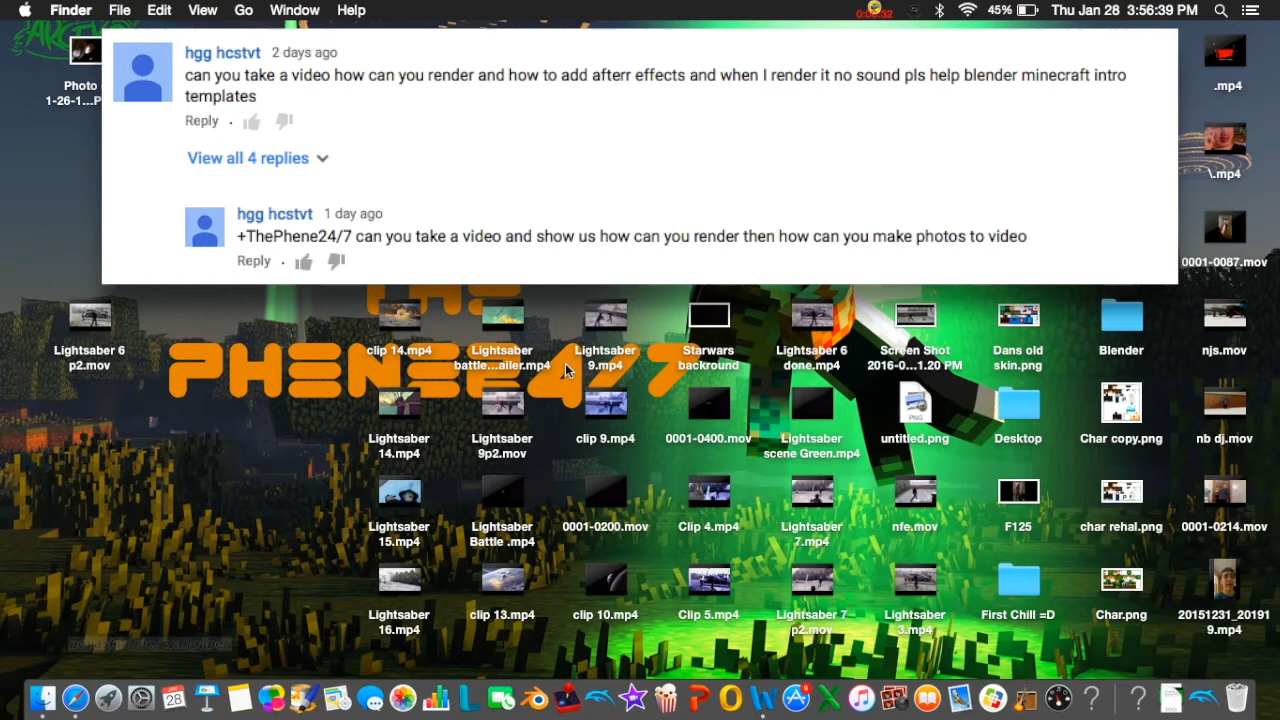 Finder File Edit View Go Window Help
0:00:32
45% Thu Jan 28 3:56:39 PM
hgg hcstvt 2 days ago
can you take a video how can you render and how to add afterr effects and when I render it no sound pls help blender minecraft intro
templates
Reply .
View all 4 replies
hgg hcstvt 1 day ago
+ThePhene24/7 can you take a video and show us how can you render then how can you make photos to video
Reply .
Photo
1-26-1...P
.mp4
\.mp4
0001-0087.mov
THE
Lightsaber 6
p2.mov
clip 14.mp4
Lightsaber
battle...ailer.mp4
Lightsaber
9.mp4
Starwars
backround
Lightsaber 6
done.mp4
Screen Shot
2016-0...1.20 PM
Dans old
skin.png
Blender
njs.mov
Lightsaber
14.mp4
Lightsaber
9p2.mov
clip 9.mp4
0001-0400.mov
Lightsaber
scene Green.mp4
PNG
untitled.png
Desktop
Char copy.png
nb dj.mov
Lightsaber
15.mp4
Lightsaber
Battle .mp4
0001-0200.mov
Clip 4.mp4
Lightsaber
7.mp4
nfe.mov
F125
char rehal.png
0001-0214.mov
Lightsaber
16.mp4
clip 13.mp4
clip 10.mp4
Clip 5.mp4
Lightsaber 7
p2.mov
Lightsaber
3.mp4
First Chill =D
Char.png
20151231_20191
9.mp4
28